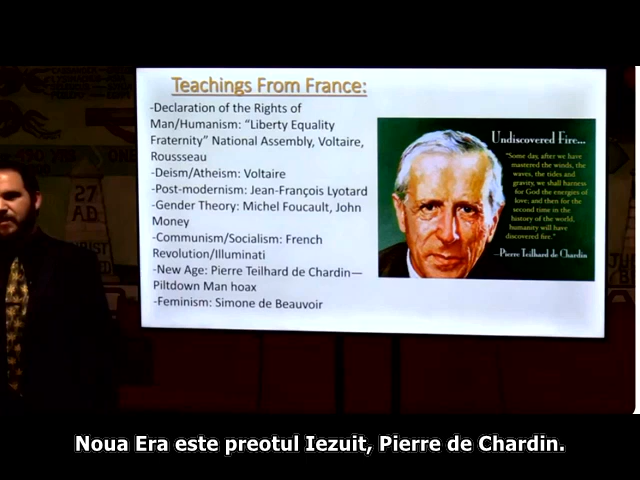 Teachings From France:
-Declaration of the Rights of
Man/Humanism: “Liberty Equality
Fraternity” National Assembly, Voltaire,
Roussseau
-Deism/Atheism: Voltaire
-Post-modernism: Jean-François Lyotard
-Gender Theory: Michel Foucault, John
Money
-Communism/Socialism: French
Revolution/Illuminati
-New Age: Pierre Teilhard de Chardin—
Piltdown Man hoax
-Feminism: Simone de Beauvoir
Undiscovered Fire...
“Some day, after we have
mastered the winds, the
waves, the tides and
gravity, we shall harness
for God the energies of
love; and then for the
second time in the
history of the world,
humanity will have
discovered fire.”
—Pierre Teilhard de Chardin
27
AD
Noua Era este preotul Iezuit, Pierre de Chardin.